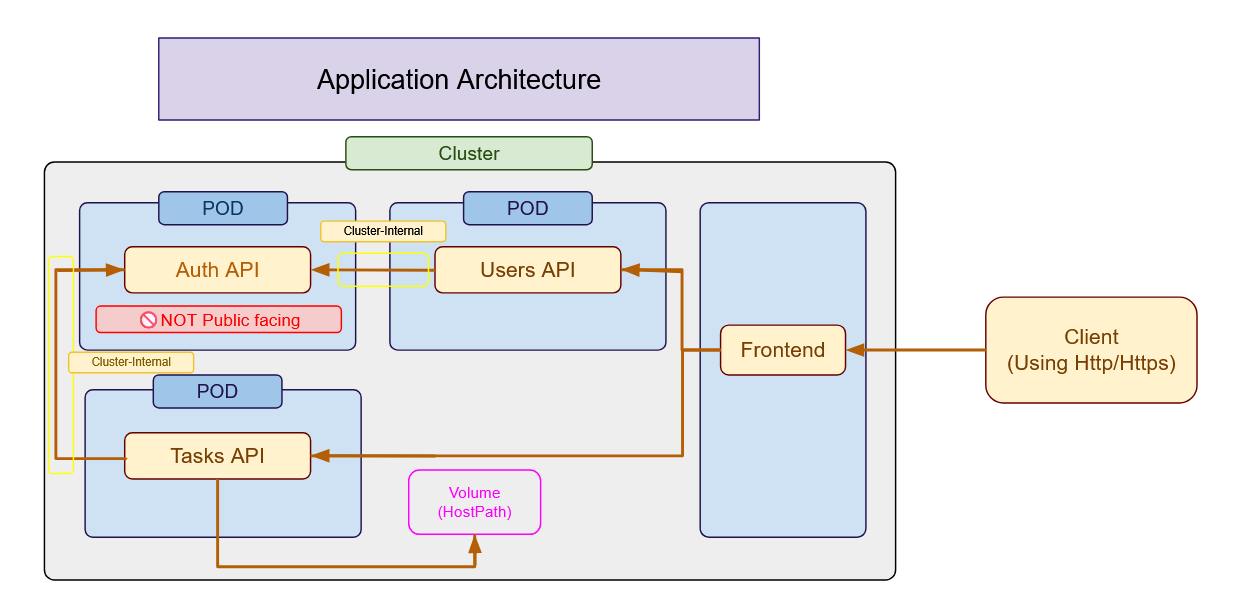 Application Architecture
Cluster
POD
POD
Cluster-Internal
Auth API
Users API
🚫 NOT Public facing
Frontend
Client
(Using Http/Https)
Cluster-Internal
POD
Tasks API
Volume
(HostPath)